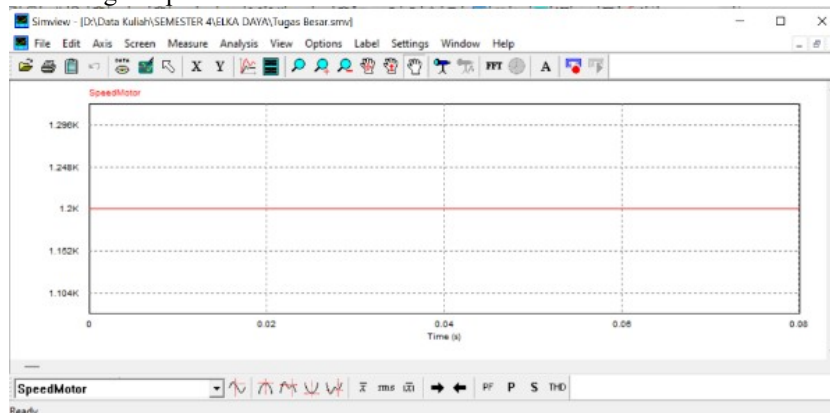 Simview - [D:\Data Kuliah\SEMESTER 4\ELKA DAYA\Tugas Besar.smv]
File Edit Axis Screen Measure Analysis View Options Label Settings Window Help
X Y FFT A
SpeedMotor
1.296K
1.248K
1.2K
1.152K
1.104K
0 0.02 0.04 0.06 0.08
Time (s)
SpeedMotor x rms |x| PF P S THD
Ready